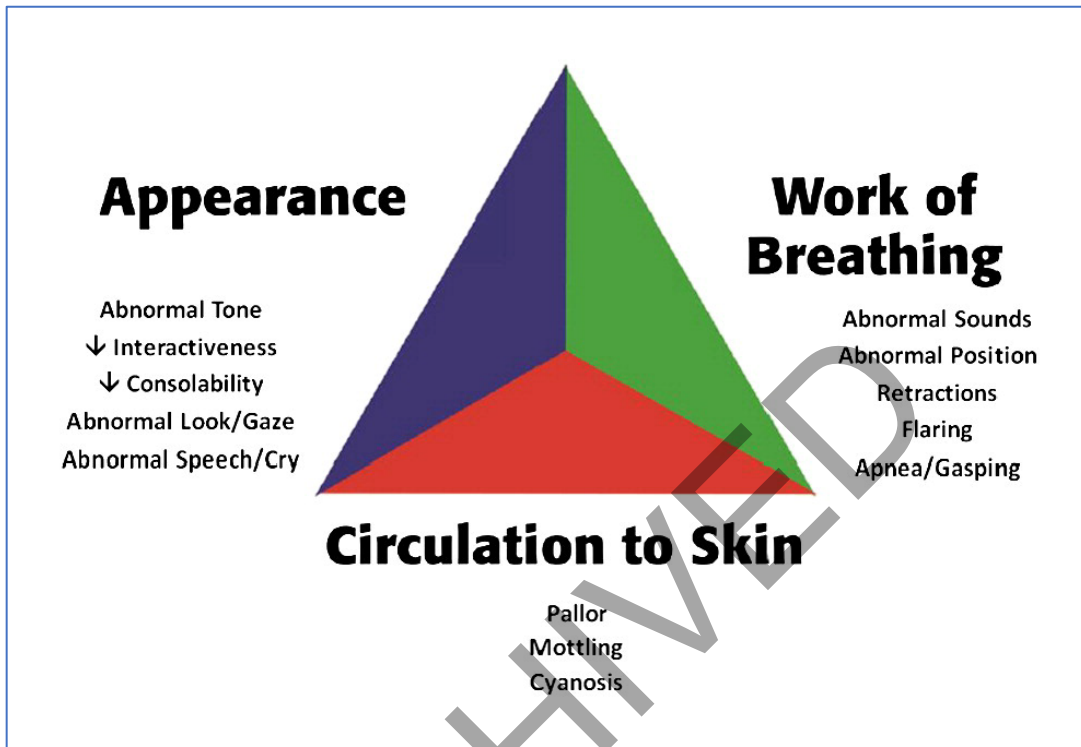 Appearance
Abnormal Tone
↓ Interactiveness
↓ Consolability
Abnormal Look/Gaze
Abnormal Speech/Cry
Work of
Breathing
Abnormal Sounds
Abnormal Position
Retractions
Flaring
Apnea/Gasping
Circulation to Skin
Pallor
Mottling
Cyanosis
HIVED